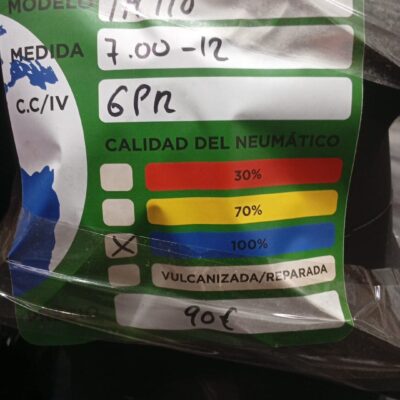 MODELO
MEDIDA 7.00-12
C.C/IV 6PR
CALIDAD DEL NEUMÁTICO
30%
70%
X 100%
VULCANIZADA/REPARADA
90€